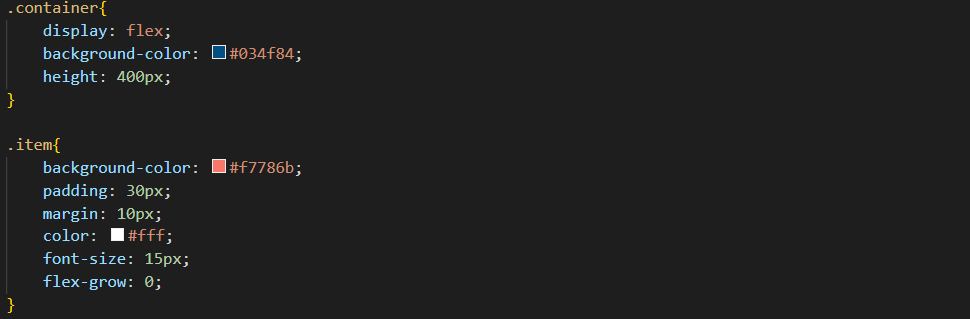 .container{
    display: flex;
    background-color: #034f84;
    height: 400px;
}

.item{
    background-color: #f7786b;
    padding: 30px;
    margin: 10px;
    color: #fff;
    font-size: 15px;
    flex-grow: 0;
}